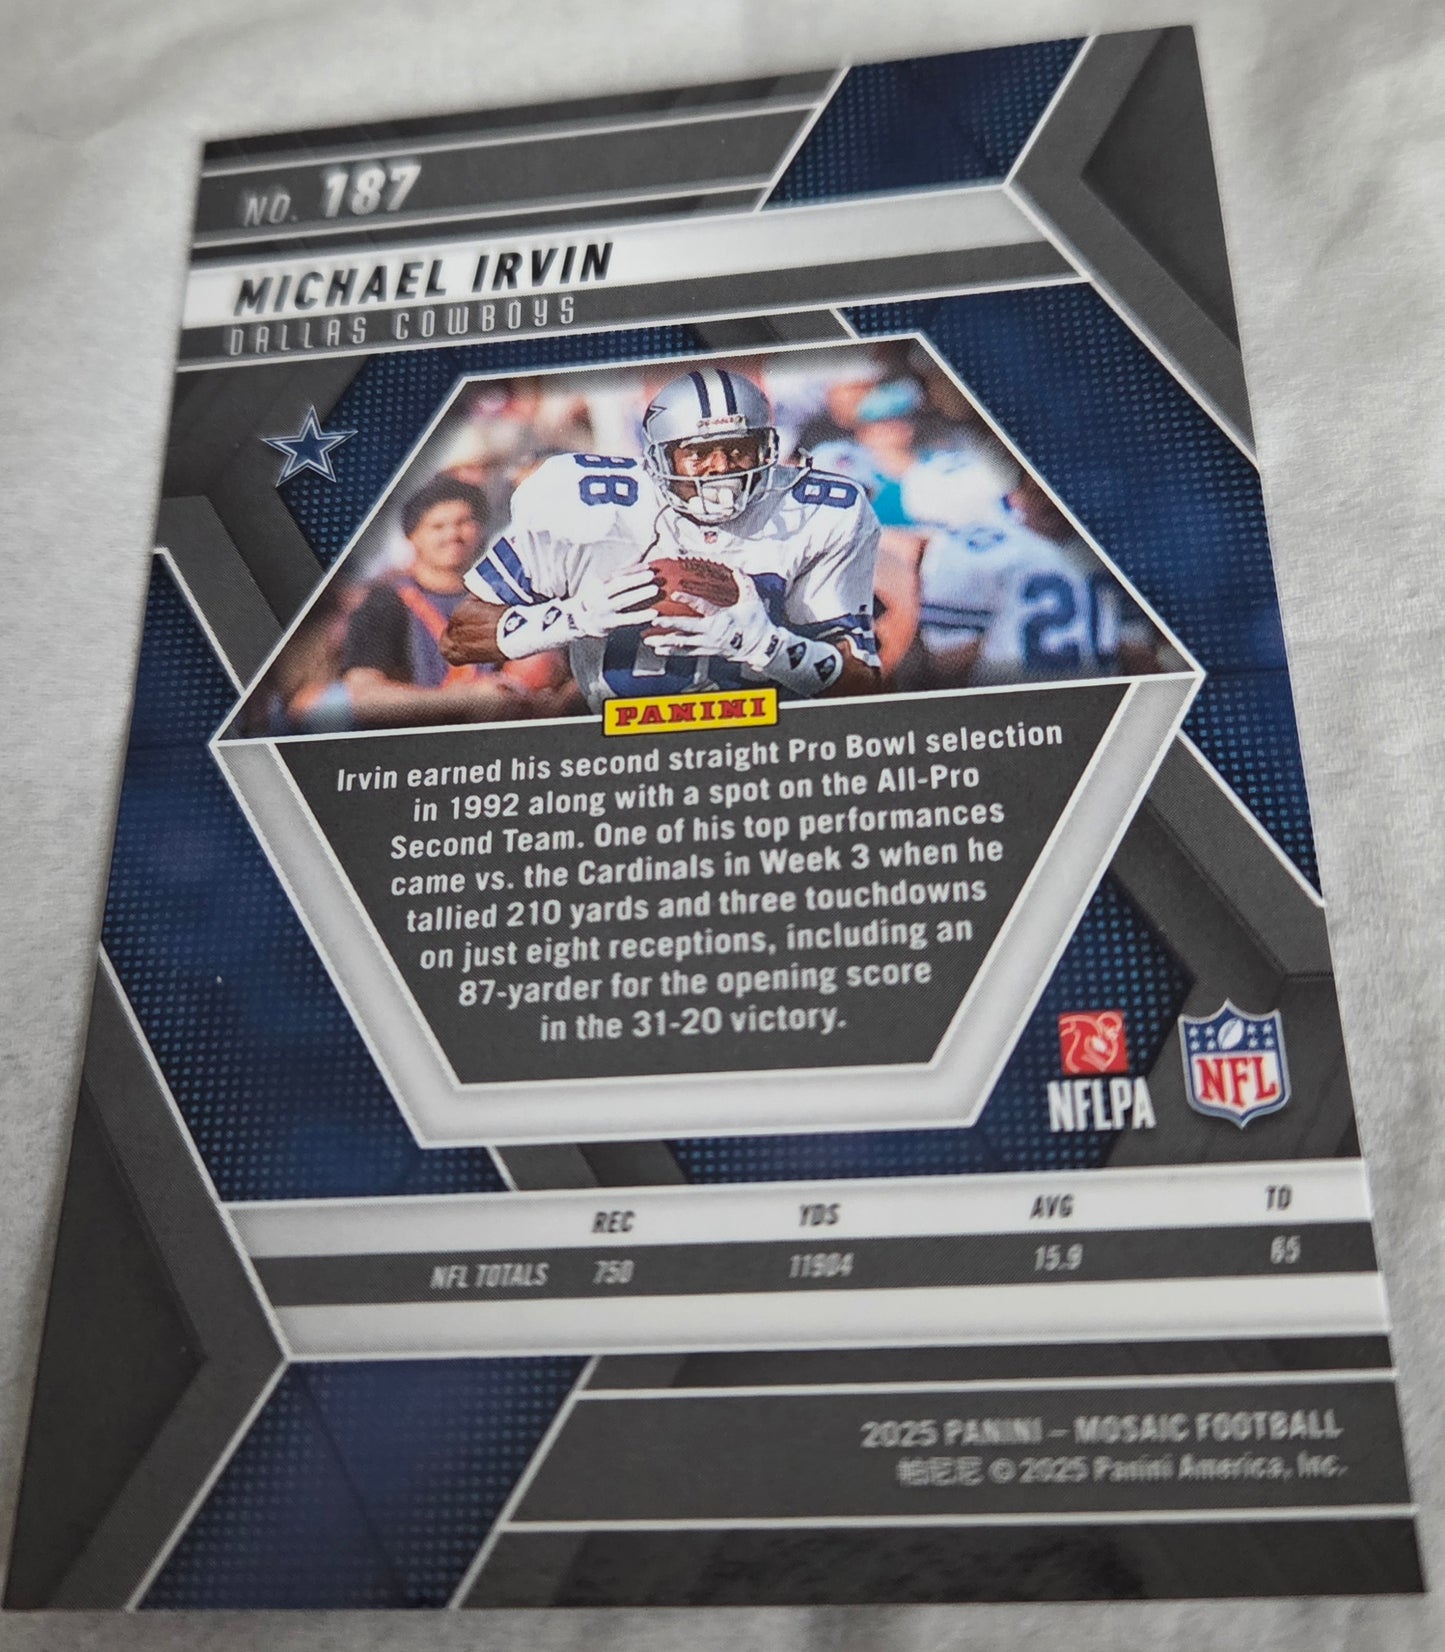 NO. 187
MICHAEL IRVIN
DALLAS COWBOYS
88
8
21
PANINI
Irvin earned his second straight Pro Bowl selection
in 1992 along with a spot on the All-Pro
Second Team. One of his top performances
came vs. the Cardinals in Week 3 when he
tallied 210 yards and three touchdowns
on just eight receptions, including an
87-yarder for the opening score
in the 31-20 victory.
NFLPA
NFL
REC YDS AVG TD
NFL TOTALS 750 11904 15.9 65
2025 PANINI – MOSAIC FOOTBALL
帕尼尼 © 2025 Panini America, Inc.